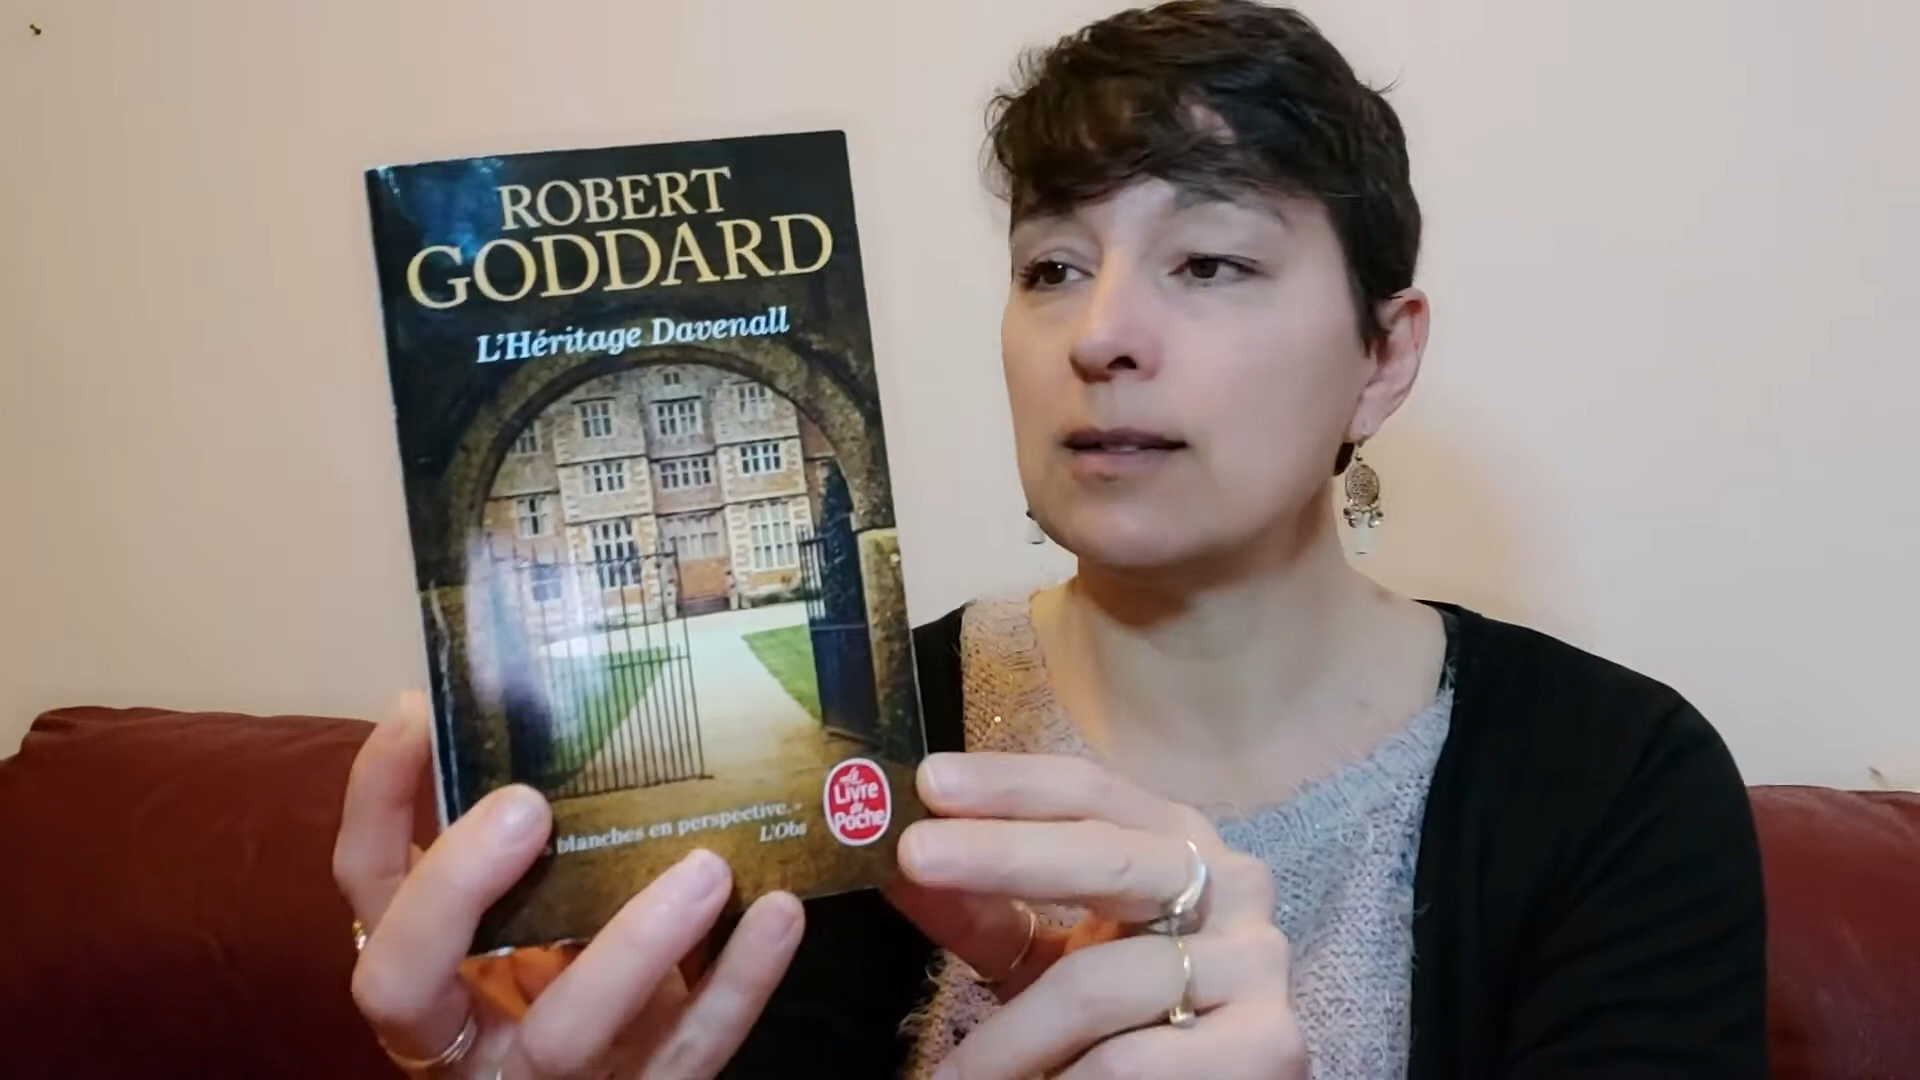 ROBERT
GODDARD
L'Héritage Davenall
blanches en perspective. »
L'Obs
Le
Livre
de
Poche